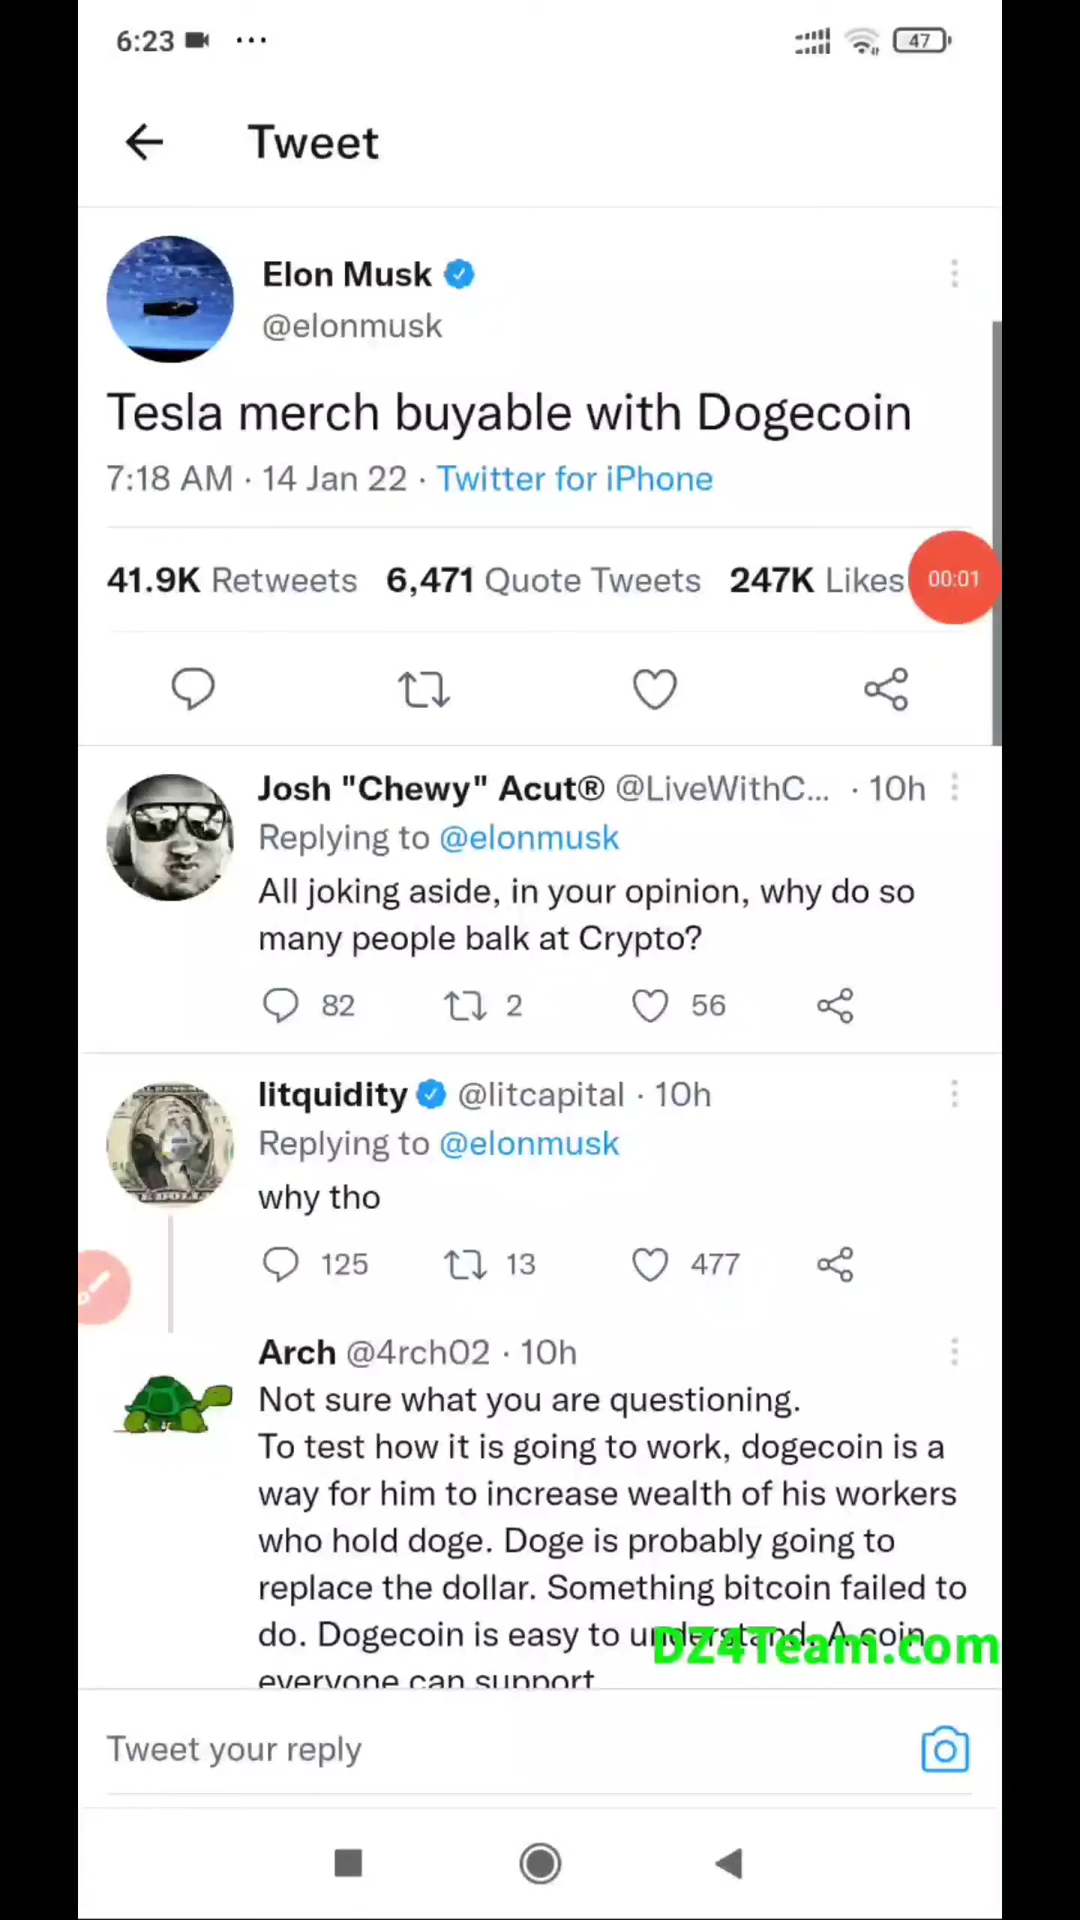 6:23
47
Tweet
Elon Musk
@elonmusk
Tesla merch buyable with Dogecoin
7:18 AM · 14 Jan 22 · Twitter for iPhone
41.9K Retweets 6,471 Quote Tweets 247K Likes
00:01
Josh "Chewy" Acut® @LiveWithC... · 10h
Replying to @elonmusk
All joking aside, in your opinion, why do so
many people balk at Crypto?
82 2 56
litquidity @litcapital · 10h
Replying to @elonmusk
why tho
125 13 477
Arch @4rch02 · 10h
Not sure what you are questioning.
To test how it is going to work, dogecoin is a
way for him to increase wealth of his workers
who hold doge. Doge is probably going to
replace the dollar. Something bitcoin failed to
do. Dogecoin is easy to understand. A coin
everyone can support
DZ4Team.com
Tweet your reply